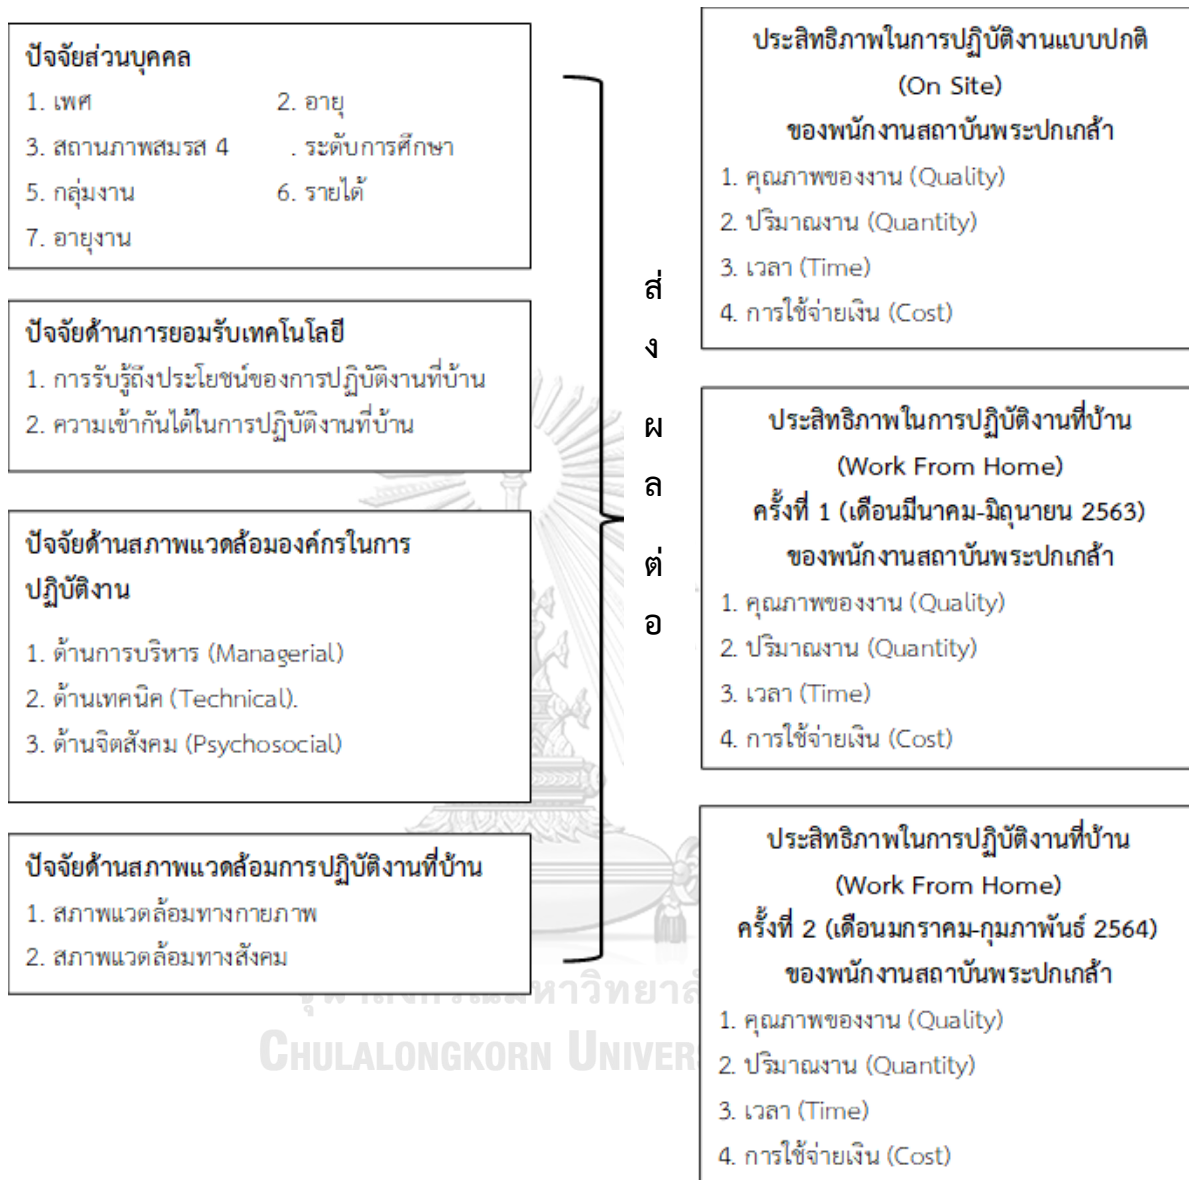 ปัจจัยส่วนบุคคล
1. เพศ 2. อายุ
3. สถานภาพสมรส 4 . ระดับการศึกษา
5. กลุ่มงาน 6. รายได้
7. อายุงาน
ปัจจัยด้านการยอมรับเทคโนโลยี
1. การรับรู้ถึงประโยชน์ของการปฏิบัติงานที่บ้าน
2. ความเข้ากันได้ในการปฏิบัติงานที่บ้าน
ปัจจัยด้านสภาพแวดล้อมองค์กรในการ
ปฏิบัติงาน
1. ด้านการบริหาร (Managerial)
2. ด้านเทคนิค (Technical).
3. ด้านจิตสังคม (Psychosocial)
ปัจจัยด้านสภาพแวดล้อมการปฏิบัติงานที่บ้าน
1. สภาพแวดล้อมทางกายภาพ
2. สภาพแวดล้อมทางสังคม
ส่
ง
ผ
ล
ต่
อ
ประสิทธิภาพในการปฏิบัติงานแบบปกติ
(On Site)
ของพนักงานสถาบันพระปกเกล้า
1. คุณภาพของงาน (Quality)
2. ปริมาณงาน (Quantity)
3. เวลา (Time)
4. การใช้จ่ายเงิน (Cost)
ประสิทธิภาพในการปฏิบัติงานที่บ้าน
(Work From Home)
ครั้งที่ 1 (เดือนมีนาคม-มิถุนายน 2563)
ของพนักงานสถาบันพระปกเกล้า
1. คุณภาพของงาน (Quality)
2. ปริมาณงาน (Quantity)
3. เวลา (Time)
4. การใช้จ่ายเงิน (Cost)
ประสิทธิภาพในการปฏิบัติงานที่บ้าน
(Work From Home)
ครั้งที่ 2 (เดือนมกราคม-กุมภาพันธ์ 2564)
ของพนักงานสถาบันพระปกเกล้า
1. คุณภาพของงาน (Quality)
2. ปริมาณงาน (Quantity)
3. เวลา (Time)
4. การใช้จ่ายเงิน (Cost)
CHULALONGKORN